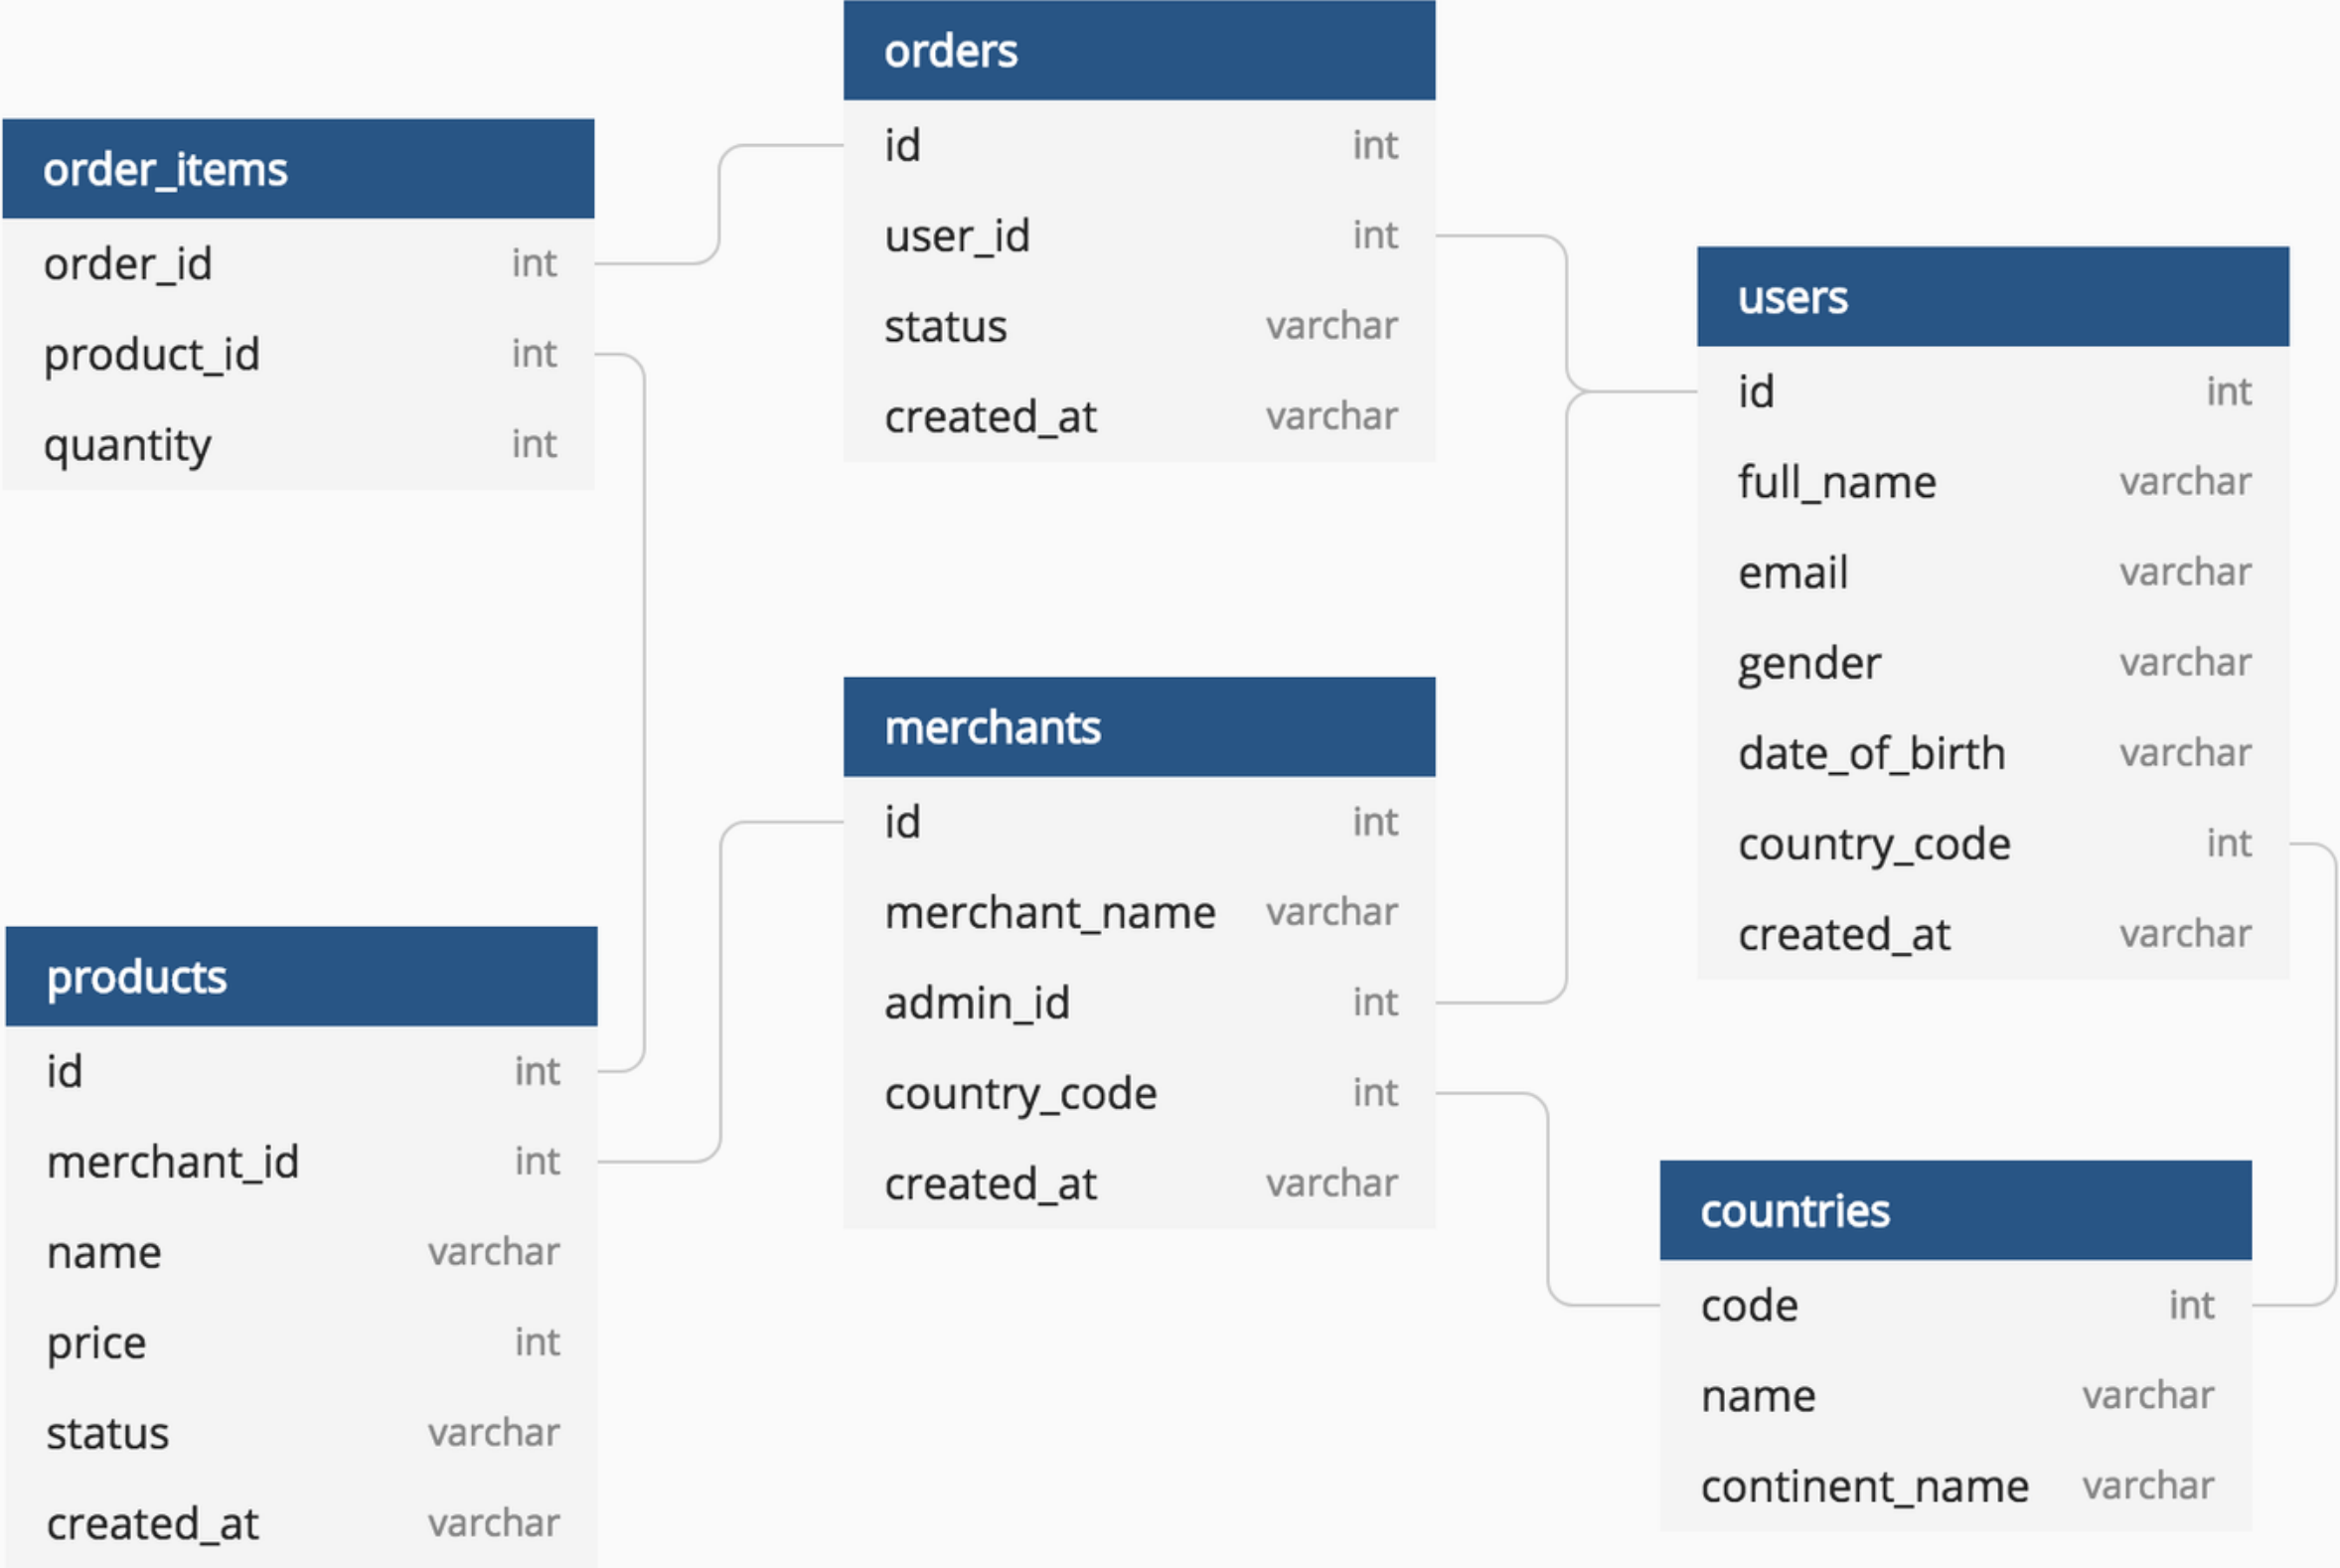 orders
id int
user_id int
status varchar
created_at varchar
order_items
order_id int
product_id int
quantity int
users
id int
full_name varchar
email varchar
gender varchar
date_of_birth varchar
country_code int
created_at varchar
merchants
id int
merchant_name varchar
admin_id int
country_code int
created_at varchar
products
id int
merchant_id int
name varchar
price int
status varchar
created_at varchar
countries
code int
name varchar
continent_name varchar